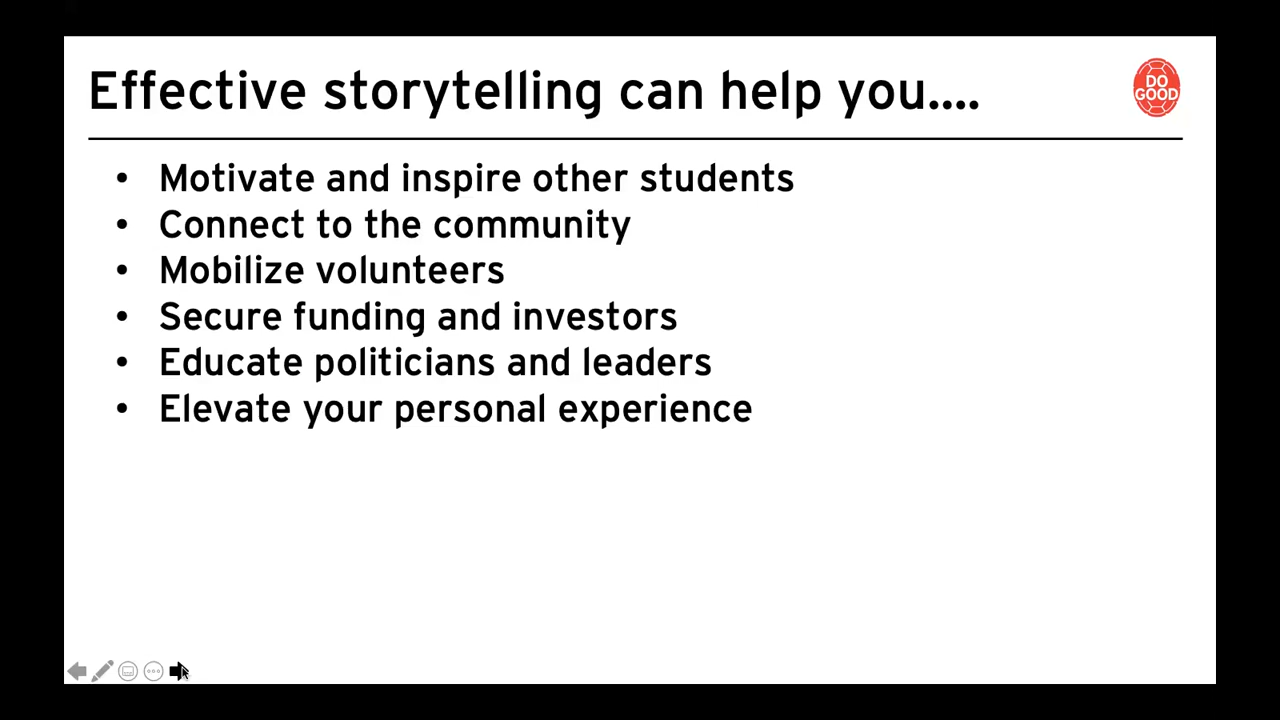 Effective storytelling can help you....
DO
GOOD
• Motivate and inspire other students
• Connect to the community
• Mobilize volunteers
• Secure funding and investors
• Educate politicians and leaders
• Elevate your personal experience